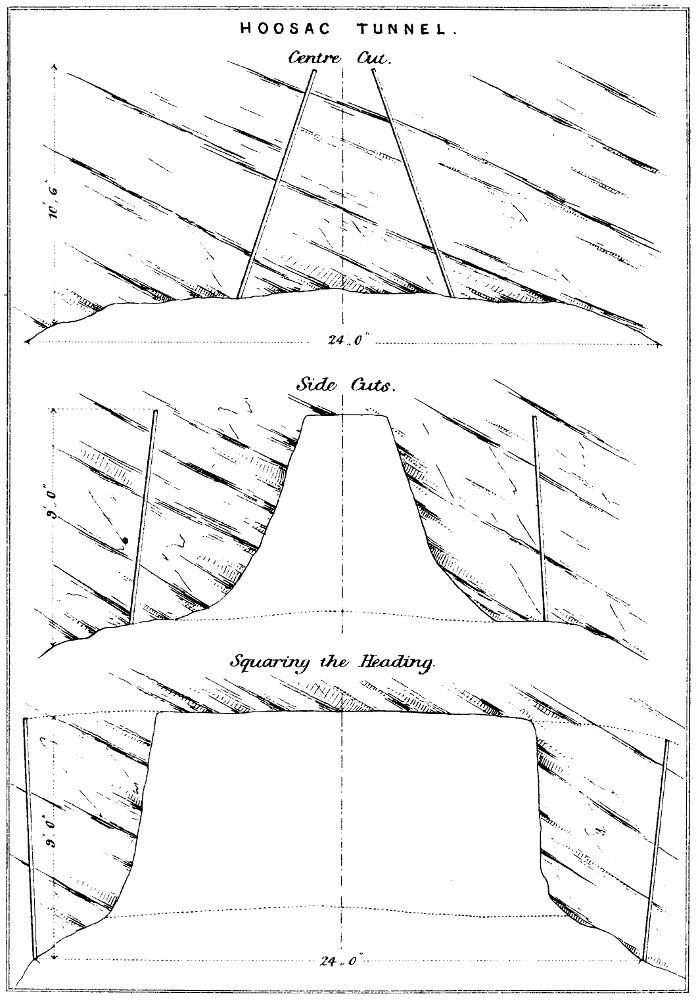 HOOSAC TUNNEL.
Centre Cut.
10'. 6"
24 .. 0"
Side Cuts.
9'. 0"
Squaring the Heading.
9'. 0"
24 .. 0"